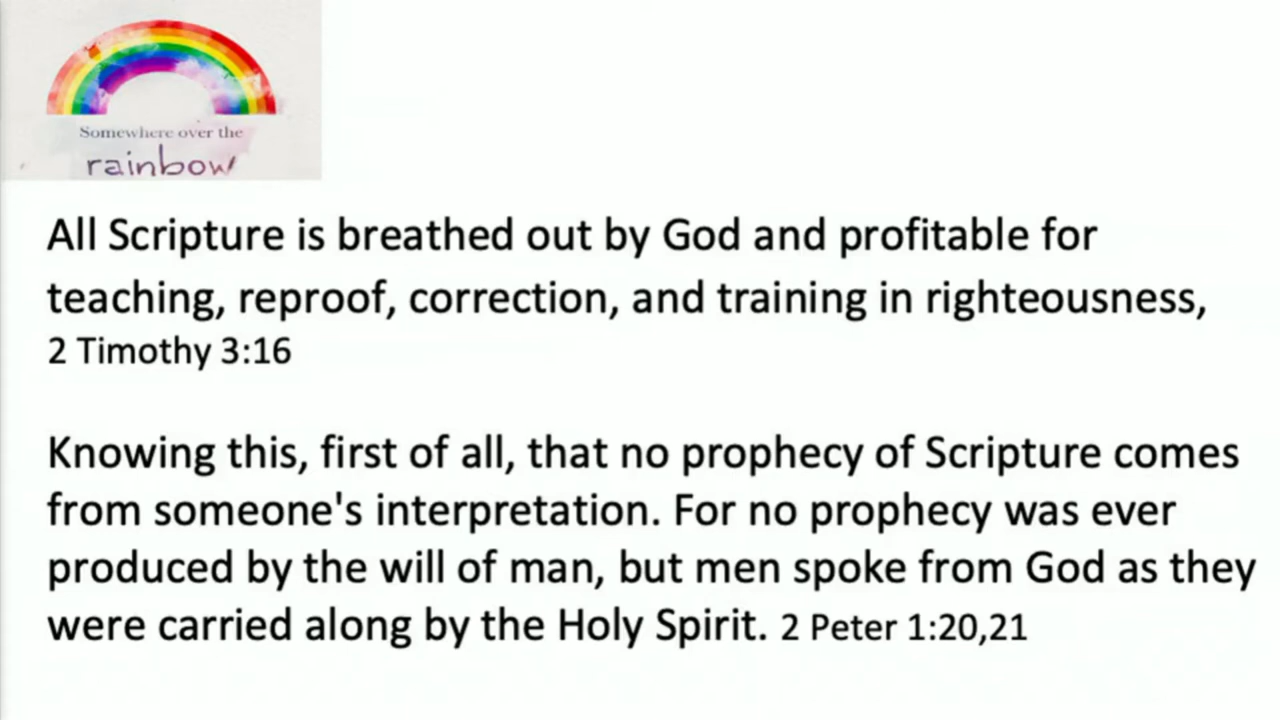 Somewhere over the
rainbow
All Scripture is breathed out by God and profitable for
teaching, reproof, correction, and training in righteousness,
2 Timothy 3:16
Knowing this, first of all, that no prophecy of Scripture comes
from someone's interpretation. For no prophecy was ever
produced by the will of man, but men spoke from God as they
were carried along by the Holy Spirit. 2 Peter 1:20,21